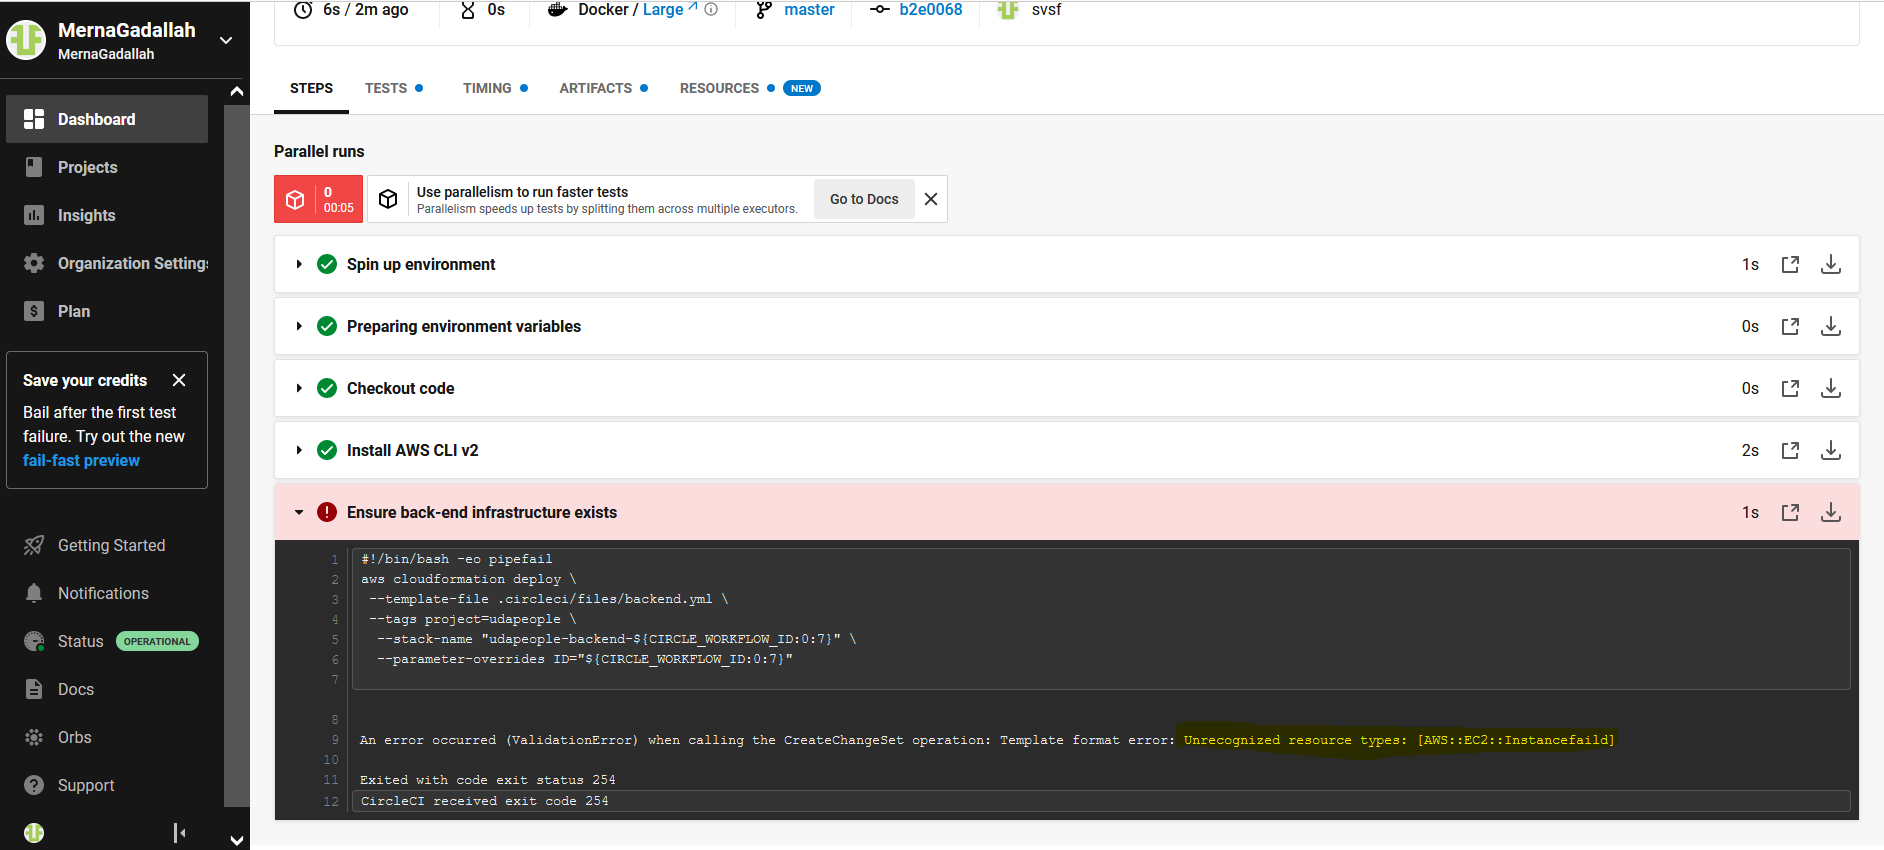 MernaGadallah
MernaGadallah
Dashboard
Projects
Insights
Organization Settings
Plan
Save your credits
Bail after the first test
failure. Try out the new
fail-fast preview
Getting Started
Notifications
Status OPERATIONAL
Docs
Orbs
Support
6s / 2m ago 0s Docker / Large master b2e0068 svsf
STEPS TESTS TIMING ARTIFACTS RESOURCES NEW
Parallel runs
0
00:05
Use parallelism to run faster tests
Parallelism speeds up tests by splitting them across multiple executors.
Go to Docs
Spin up environment 1s
Preparing environment variables 0s
Checkout code 0s
Install AWS CLI v2 2s
Ensure back-end infrastructure exists 1s
1 #!/bin/bash -eo pipefail
2 aws cloudformation deploy \
3 --template-file .circleci/files/backend.yml \
4 --tags project=udapeople \
5 --stack-name "udapeople-backend-${CIRCLE_WORKFLOW_ID:0:7}" \
6 --parameter-overrides ID="${CIRCLE_WORKFLOW_ID:0:7}"
7
8
9 An error occurred (ValidationError) when calling the CreateChangeSet operation: Template format error: Unrecognized resource types: [AWS::EC2::Instancefaild]
10
11 Exited with code exit status 254
12 CircleCI received exit code 254